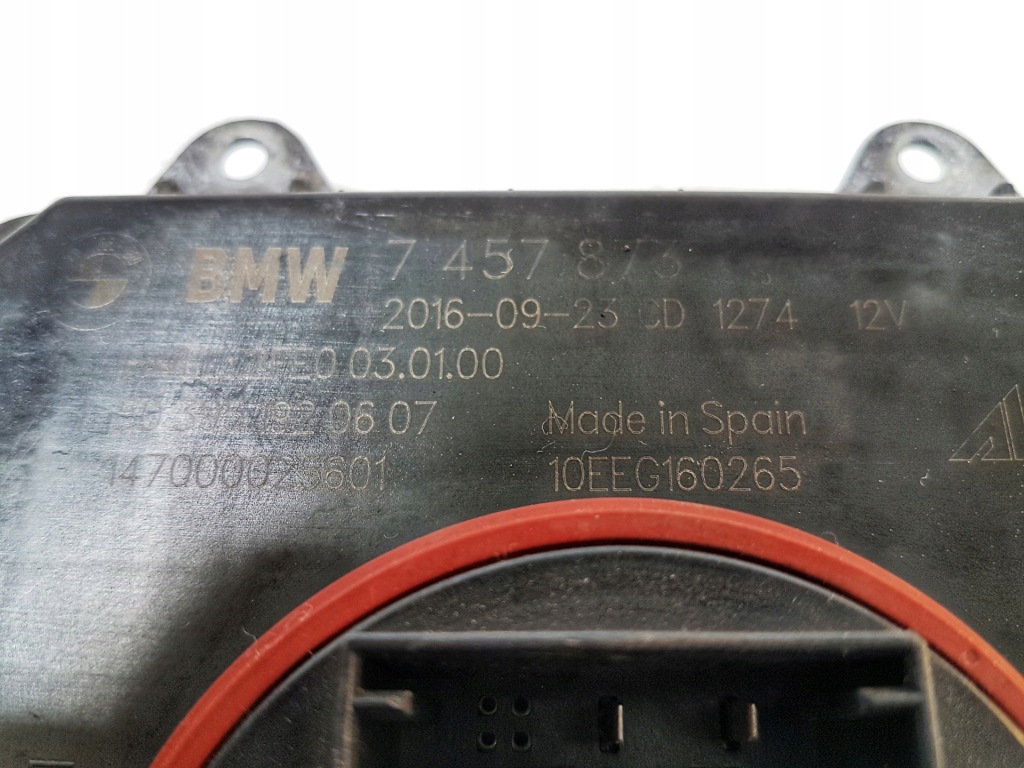 BMW 7 457 873
2016-09-23 CD 1274 12V
03.01.00
06 07 Made in Spain
10EEG160265